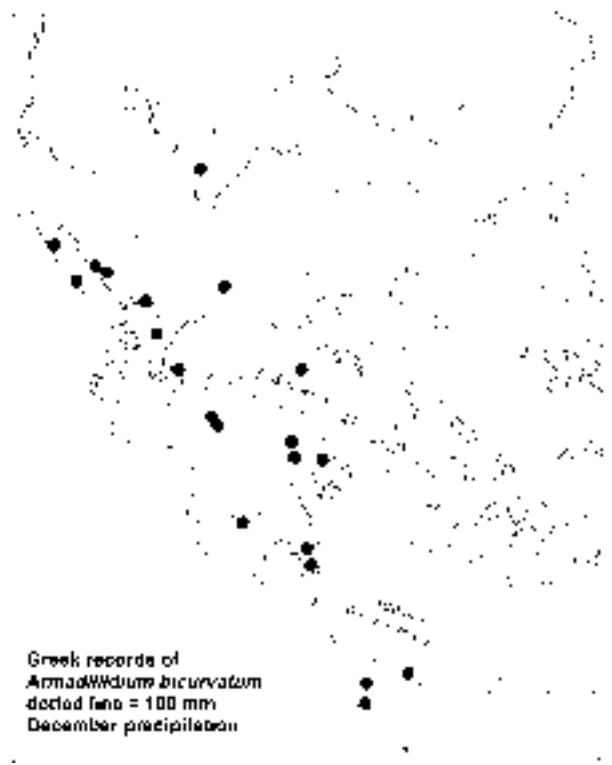 Greek records of
Armadillidium bicurvatum
dotted line = 100 mm
December precipitation